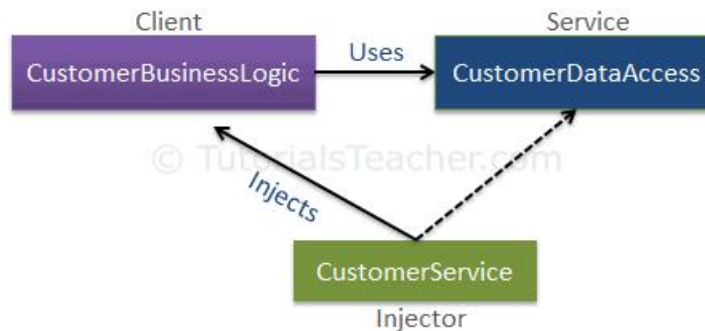 Client
Service
CustomerBusinessLogic
Uses
CustomerDataAccess
© TutorialsTeacher.com
Injects
CustomerService
Injector